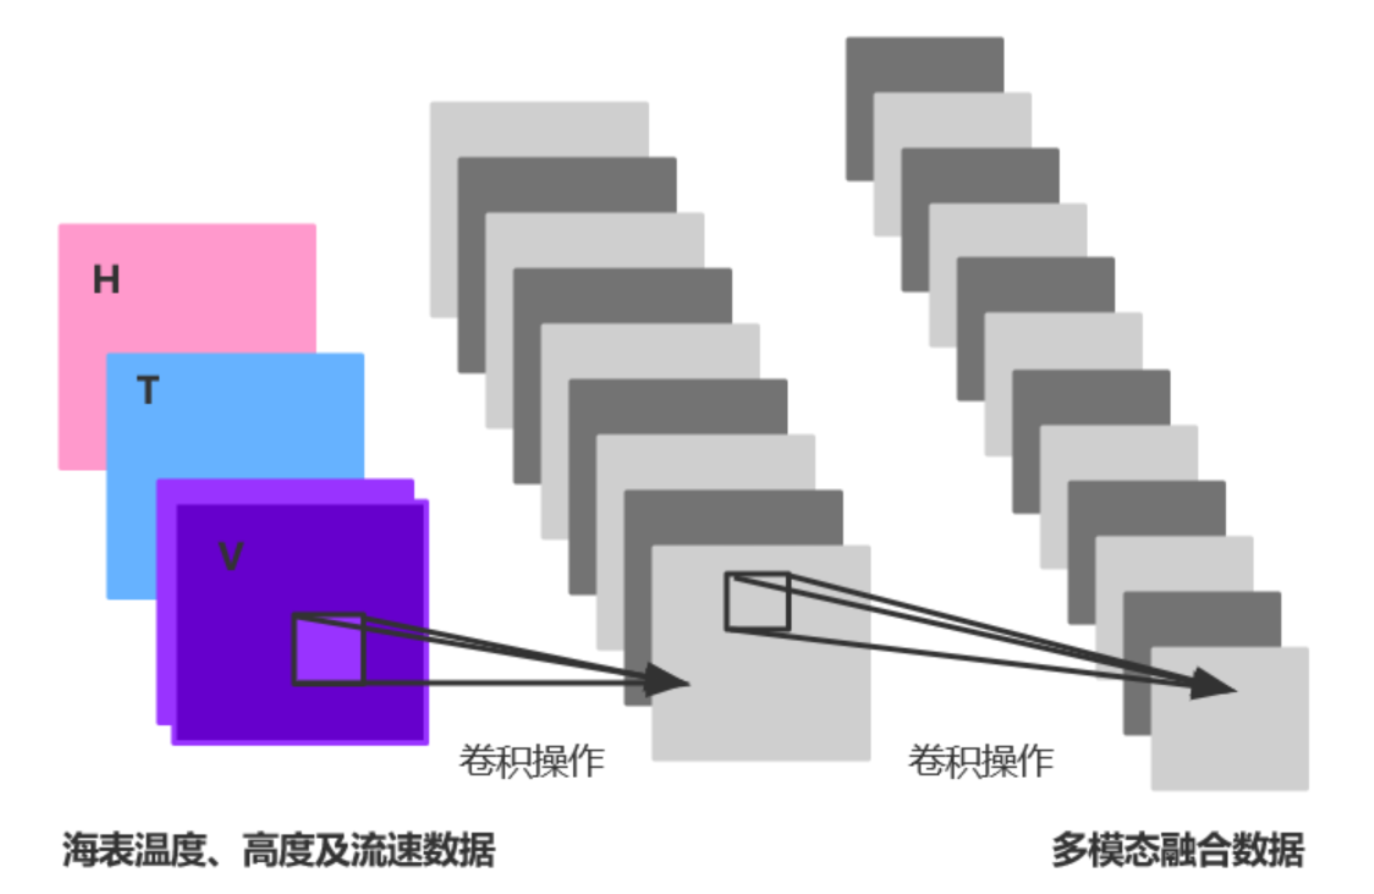 H
T
V
卷积操作
卷积操作
海表温度、高度及流速数据
多模态融合数据